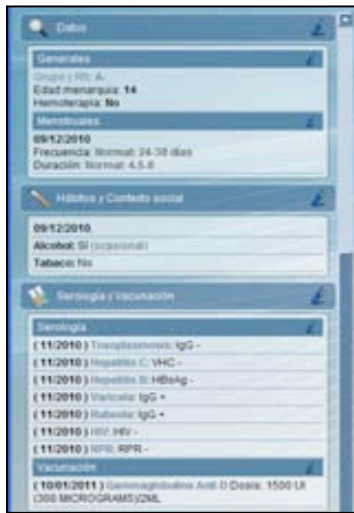 Datos
Generales
Grupo y Rh: A-
Edad menarquia: 14
Hemoterapia: No
Menstruales
09/12/2010
Frecuencia: Normal: 24-38 días
Duración: Normal: 4.5-8
Hábitos y Contexto social
09/12/2010
Alcohol: Sí (ocasional)
Tabaco: No
Serología y vacunación
Serología
( 11/2010 ) Toxoplasmosis: IgG -
( 11/2010 ) Hepatitis C: VHC -
( 11/2010 ) Hepatitis B: HBsAg -
( 11/2010 ) Varicela: IgG +
( 11/2010 ) Rubeola: IgG +
( 11/2010 ) HIV: HIV -
( 11/2010 ) RPR: RPR -
Vacunación
( 10/01/2011 ) Gammaglobulina Anti-D Dosis: 1500 UI
(300 MICROGRAMS)/2ML